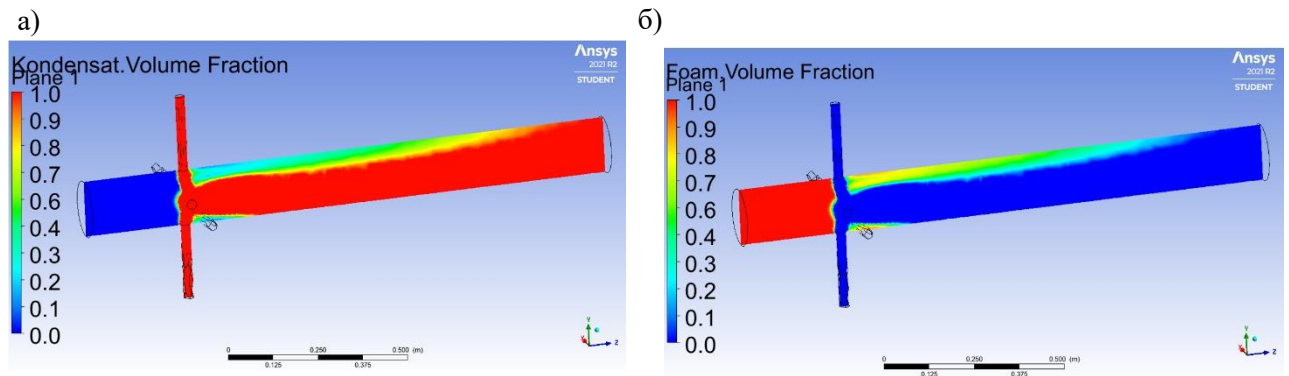 а)
Kondensat.Volume Fraction
Plane 1
1.0
0.9
0.8
0.7
0.6
0.5
0.4
0.3
0.2
0.1
0.0
Ansys
2021 R2
STUDENT
0 0.250 0.500 (m)
0.125 0.375
Y
X
Z
б)
Foam.Volume Fraction
Plane 1
1.0
0.9
0.8
0.7
0.6
0.5
0.4
0.3
0.2
0.1
0.0
Ansys
2021 R2
STUDENT
0 0.250 0.500 (m)
0.125 0.375
Y
X
Z